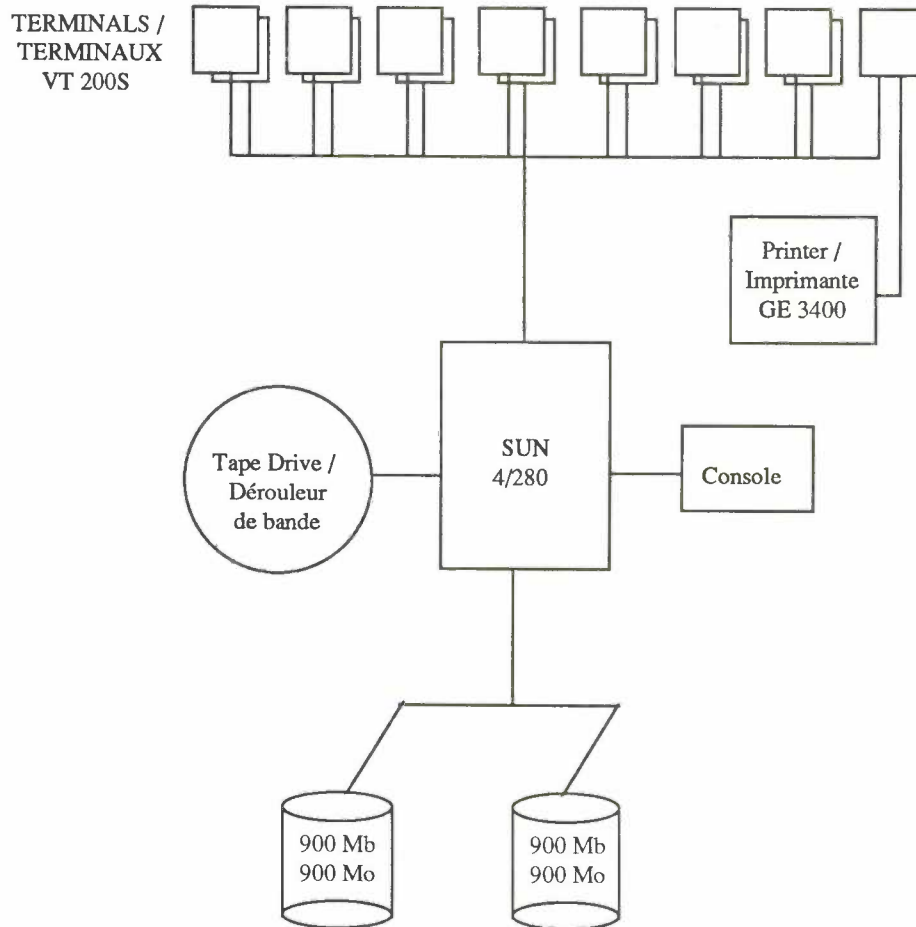 TERMINALS /
TERMINAUX
VT 200S
Printer /
Imprimante
GE 3400
SUN
4/280
Tape Drive /
Dérouleur
de bande
Console
900 Mb
900 Mo
900 Mb
900 Mo